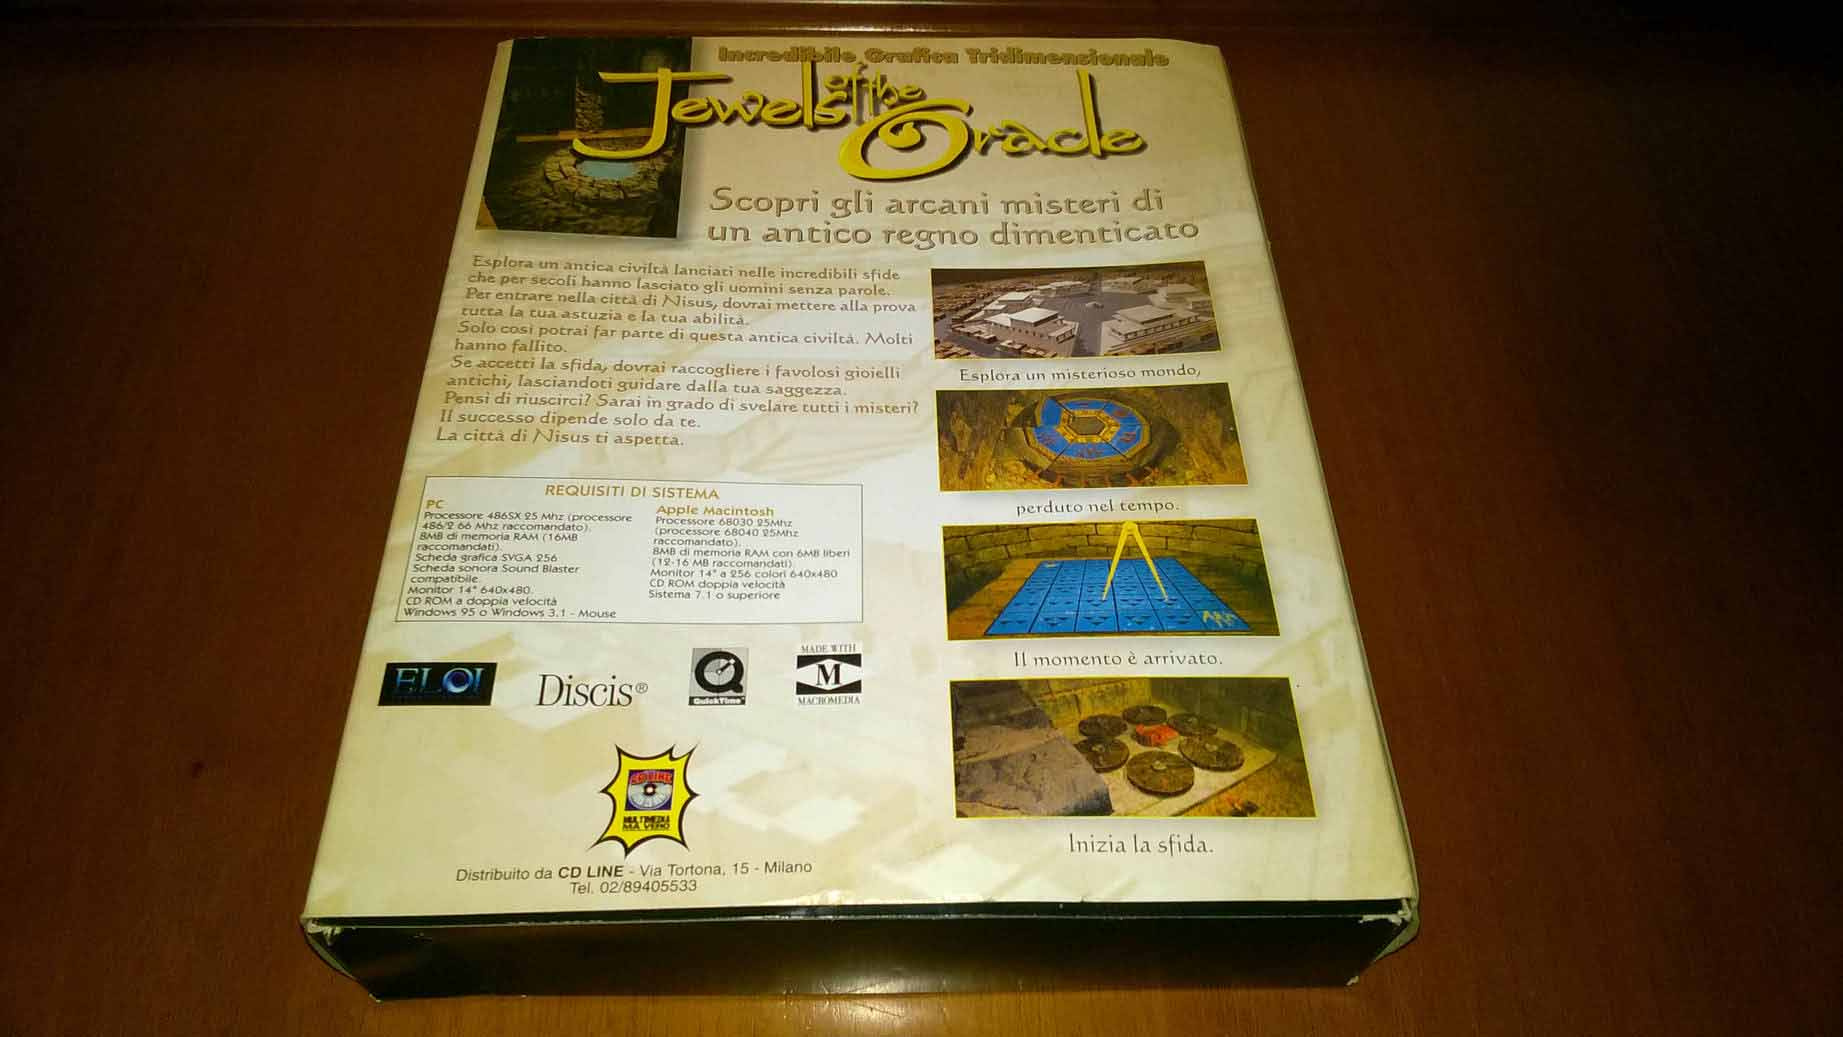 Incredibile Grafica Tridimensionale
Jewels of the Oracle
Scopri gli arcani misteri di
un antico regno dimenticato
Esplora un antica civiltà lanciati nelle incredibili sfide
che per secoli hanno lasciato gli uomini senza parole.
Per entrare nella città di Nisus, dovrai mettere alla prova
tutta la tua astuzia e la tua abilità.
Solo così potrai far parte di questa antica civiltà. Molti
hanno fallito.
Se accetti la sfida, dovrai raccogliere i favolosi gioielli
antichi, lasciandoti guidare dalla tua saggezza.
Pensi di riuscirci? Sarai in grado di svelare tutti i misteri?
Il successo dipende solo da te.
La città di Nisus ti aspetta.
Esplora un misterioso mondo,
perduto nel tempo.
Il momento è arrivato.
Inizia la sfida.
REQUISITI DI SISTEMA
PC
Processore 486SX 25 Mhz (processore
486/2 66 Mhz raccomandato).
8MB di memoria RAM (16MB
raccomandati).
Scheda grafica SVGA 256
Scheda sonora Sound Blaster
compatibile.
Monitor 14" 640x480.
CD ROM a doppia velocità
Windows 95 o Windows 3.1 - Mouse
Apple Macintosh
Processore 68030 25Mhz
(processore 68040 25Mhz
raccomandato).
8MB di memoria RAM con 6MB liberi
(12-16 MB raccomandati).
Monitor 14" a 256 colori 640x480
CD ROM doppia velocità
Sistema 7.1 o superiore
ELOI
Discis®
QuickTime™
MADE WITH
M
MACROMEDIA
CD LINE
MULTIMEDIA
MA VERO
Distribuito da CD LINE - Via Tortona, 15 - Milano
Tel. 02/89405533